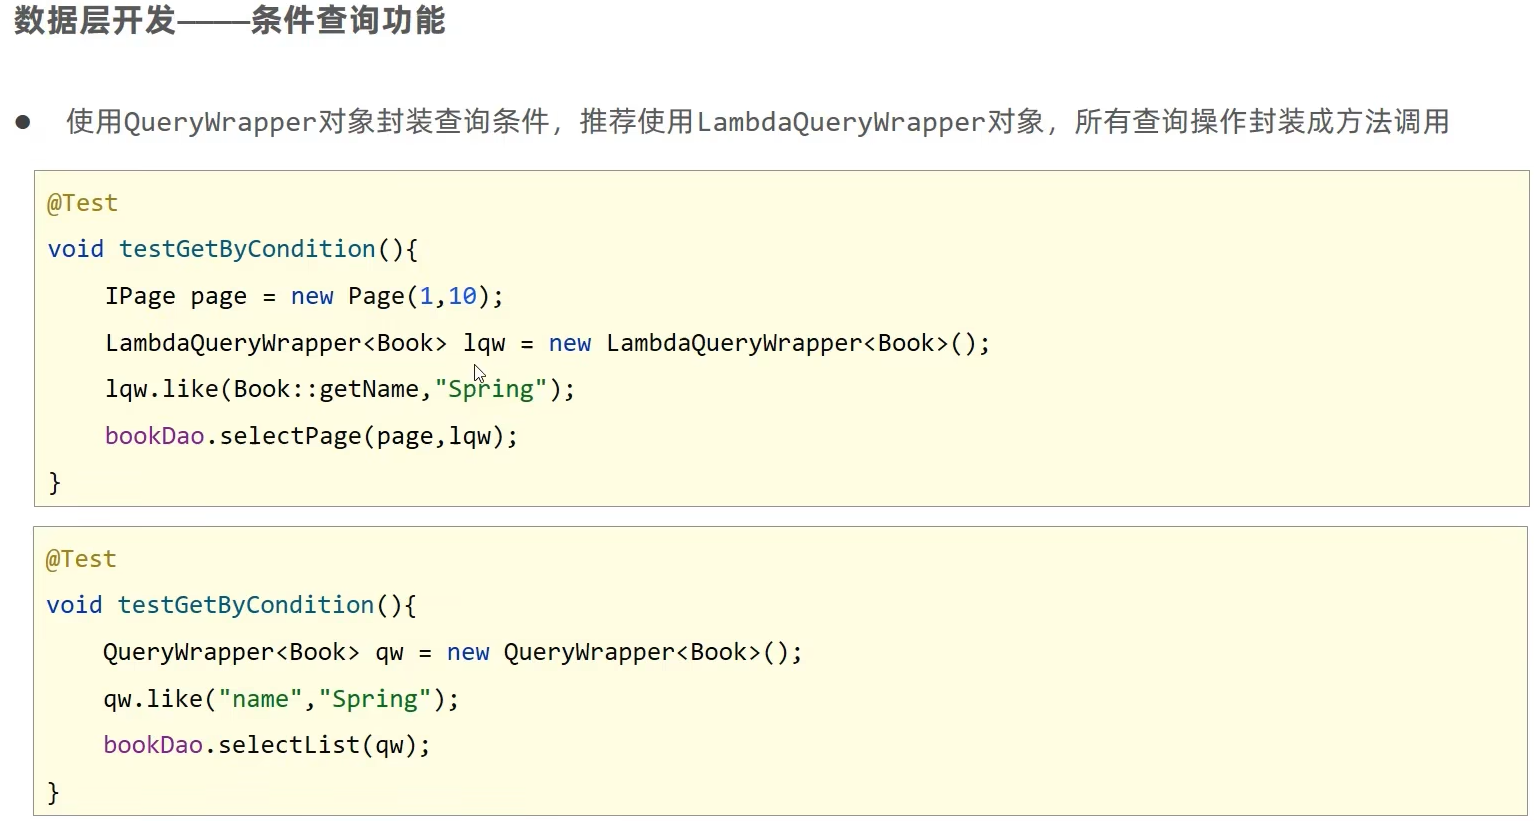 数据层开发————条件查询功能
● 使用QueryWrapper对象封装查询条件，推荐使用LambdaQueryWrapper对象，所有查询操作封装成方法调用
@Test
void testGetByCondition(){
    IPage page = new Page(1,10);
    LambdaQueryWrapper<Book> lqw = new LambdaQueryWrapper<Book>();
    lqw.like(Book::getName,"Spring");
    bookDao.selectPage(page,lqw);
}
@Test
void testGetByCondition(){
    QueryWrapper<Book> qw = new QueryWrapper<Book>();
    qw.like("name","Spring");
    bookDao.selectList(qw);
}